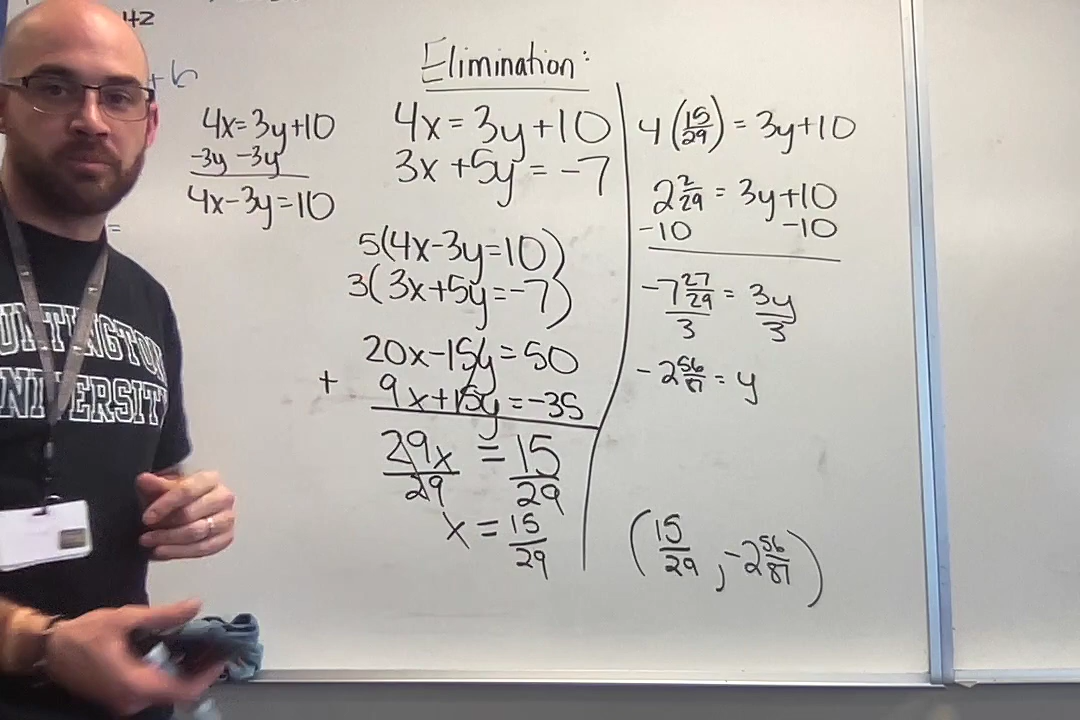 +b
4x=3y+10
-3y -3y
4x-3y=10
=
Elimination:
4x = 3y+10
3x+5y = -7
5(4x-3y=10)
3(3x+5y=-7)
20x-15y=50
+ 9x+15y=-35
29x/29 = 15/29
x = 15/29
4(15/29) = 3y+10
2 2/29 = 3y+10
-10 -10
-7 27/29 / 3 = 3y/3
-2 56/87 = y
(15/29, -2 56/87)
UNTINGTON
NIVERSITY